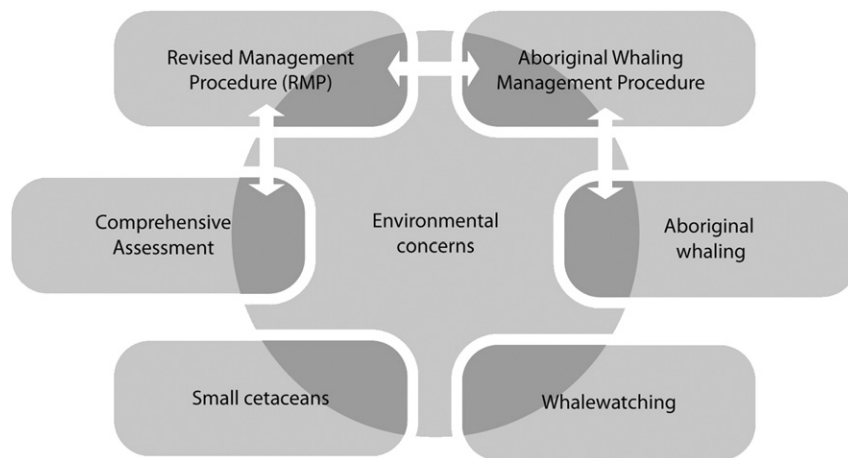 Revised Management
Procedure (RMP)
Aboriginal Whaling
Management Procedure
Comprehensive
Assessment
Environmental
concerns
Aboriginal
whaling
Small cetaceans
Whalewatching